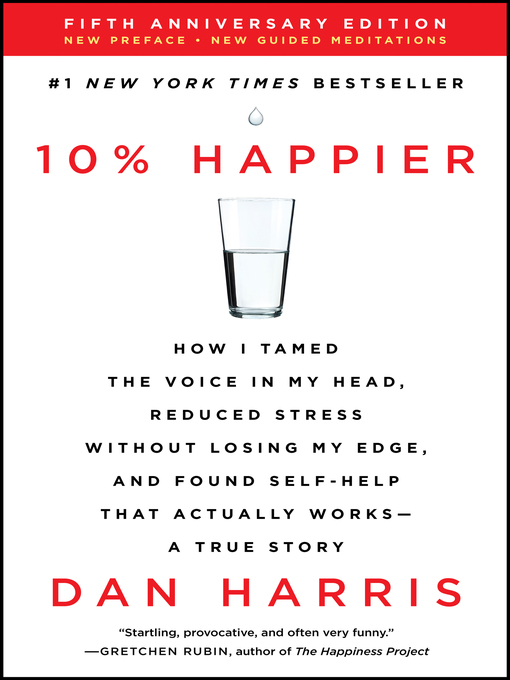 FIFTH ANNIVERSARY EDITION
NEW PREFACE • NEW GUIDED MEDITATIONS
#1 NEW YORK TIMES BESTSELLER
10% HAPPIER
HOW I TAMED
THE VOICE IN MY HEAD,
REDUCED STRESS
WITHOUT LOSING MY EDGE,
AND FOUND SELF-HELP
THAT ACTUALLY WORKS—
A TRUE STORY
DAN HARRIS
“Startling, provocative, and often very funny.”
—GRETCHEN RUBIN, author of The Happiness Project